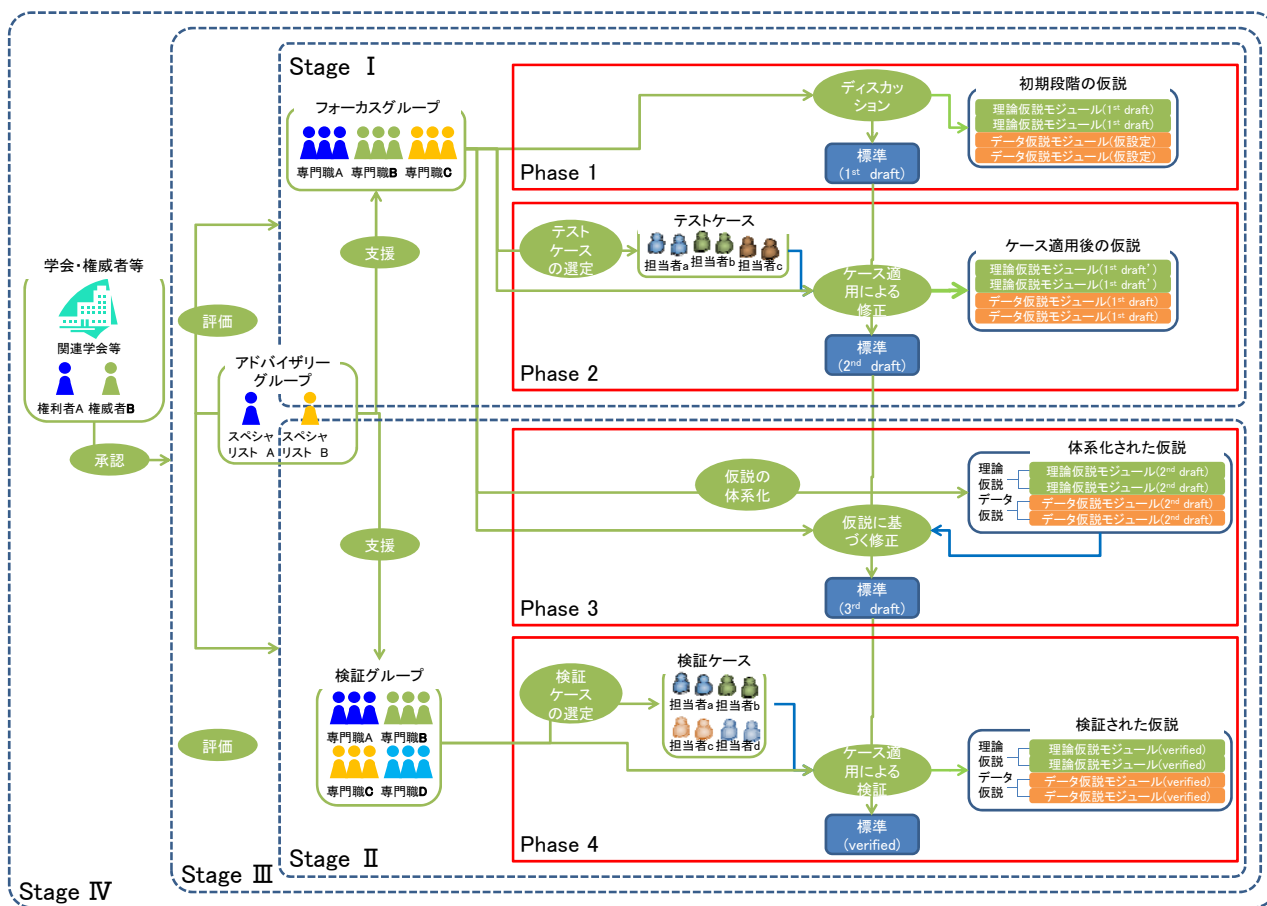 Stage Ⅰ
フォーカスグループ
専門職A
専門職B
専門職C
ディスカッ
ション
標準
(1st draft)
Phase 1
初期段階の仮説
理論仮説モジュール(1st draft)
理論仮説モジュール(1st draft)
データ仮説モジュール(仮設定)
データ仮説モジュール(仮設定)
支援
テスト
ケース
の選定
テストケース
担当者a
担当者b
担当者c
ケース適
用による
修正
標準
(2nd draft)
Phase 2
ケース適用後の仮説
理論仮説モジュール(1st draft’)
理論仮説モジュール(1st draft’)
データ仮説モジュール(1st draft)
データ仮説モジュール(1st draft)
学会・権威者等
関連学会等
権利者A
権威者B
承認
評価
アドバイザリー
グループ
スペシャ
リスト A
スペシャ
リスト B
支援
仮説の
体系化
仮説に基
づく修正
標準
(3rd draft)
Phase 3
体系化された仮説
理論
仮説
理論仮説モジュール(2nd draft)
理論仮説モジュール(2nd draft)
データ
仮説
データ仮説モジュール(2nd draft)
データ仮説モジュール(2nd draft)
評価
検証グループ
専門職A
専門職B
専門職C
専門職D
検証
ケース
の選定
検証ケース
担当者a
担当者b
担当者c
担当者d
ケース適
用による
検証
標準
(verified)
Phase 4
検証された仮説
理論
仮説
理論仮説モジュール(verified)
理論仮説モジュール(verified)
データ
仮説
データ仮説モジュール(verified)
データ仮説モジュール(verified)
Stage Ⅱ
Stage Ⅲ
Stage Ⅳ